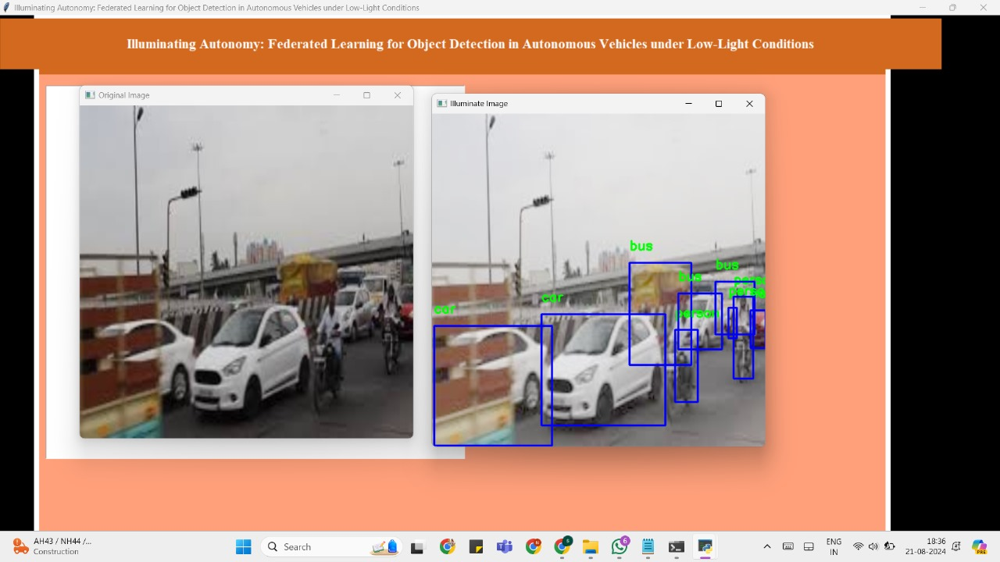 Illuminating Autonomy: Federated Learning for Object Detection in Autonomous Vehicles under Low-Light Conditions
Illuminating Autonomy: Federated Learning for Object Detection in Autonomous Vehicles under Low-Light Conditions
Original Image
Illuminate Image
bus
bus
bus
car
car
person
AH43 / NH44 /...
Construction
Search
6
ENG
IN
18:36
21-08-2024
PRE